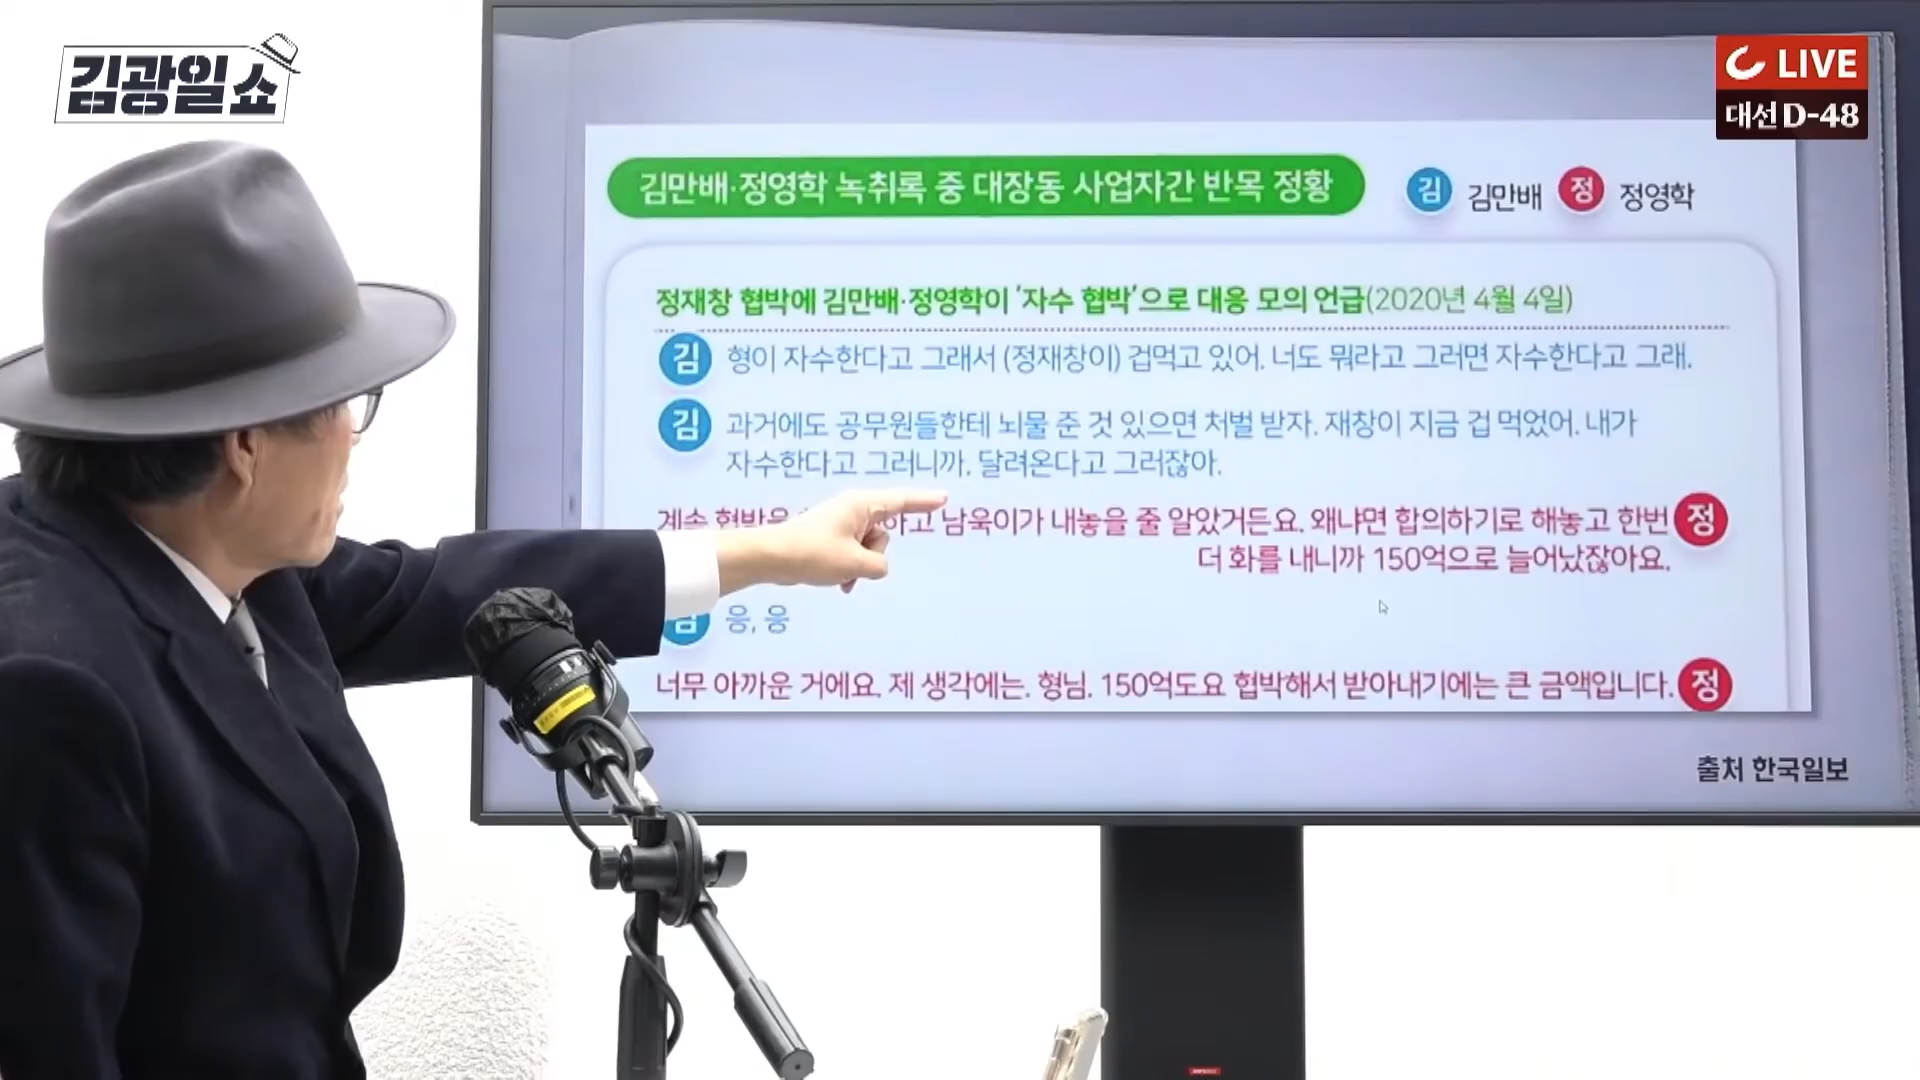 김광일쇼
LIVE
대선 D-48
김만배·정영학 녹취록 중 대장동 사업자간 반목 정황
김 김만배 정 정영학
정재창 협박에 김만배·정영학이 '자수 협박'으로 대응 모의 언급(2020년 4월 4일)
김 형이 자수한다고 그래서 (정재창이) 겁먹고 있어. 너도 뭐라고 그러면 자수한다고 그래.
김 과거에도 공무원들한테 뇌물 준 것 있으면 처벌 받자. 재창이 지금 겁 먹었어. 내가
자수한다고 그러니까. 달려온다고 그러잖아.
계속 협박을 하고 남욱이가 내놓을 줄 알았거든요. 왜냐면 합의하기로 해놓고 한번 정
더 화를 내니까 150억으로 늘어났잖아요.
김 응, 응
너무 아까운 거에요. 제 생각에는. 형님. 150억도요 협박해서 받아내기에는 큰 금액입니다. 정
출처 한국일보